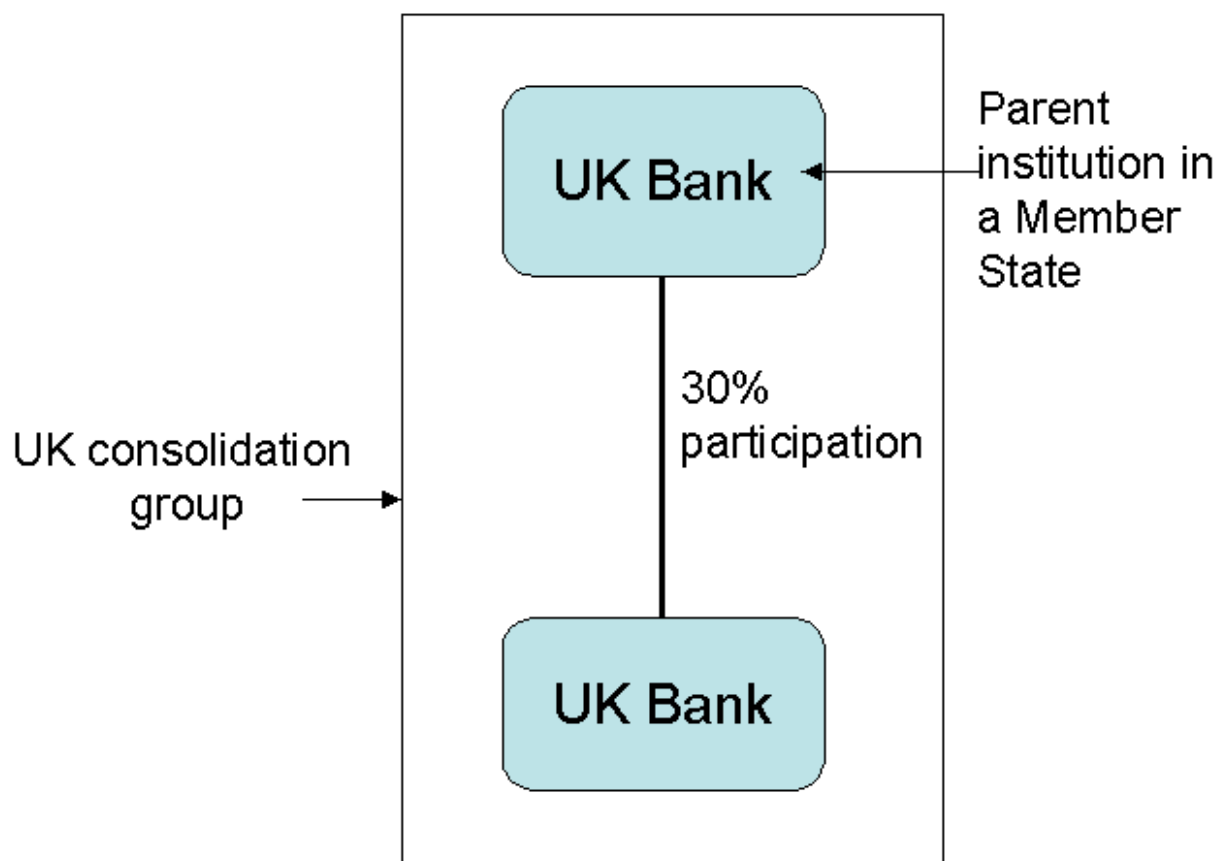 UK Bank
Parent
institution in
a Member
State
30%
participation
UK consolidation
group
UK Bank